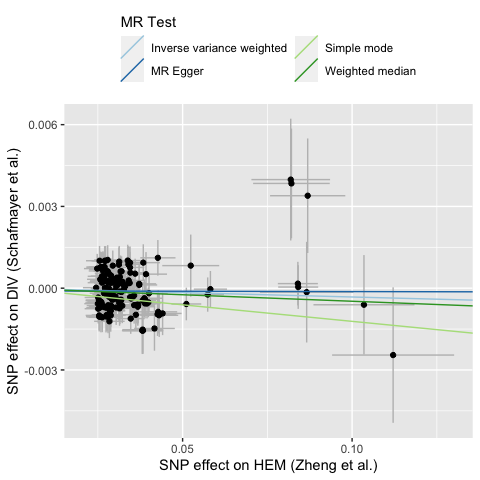 MR Test
Inverse variance weighted
Simple mode
MR Egger
Weighted median
SNP effect on DIV (Schafmayer et al.)
0.006
0.003
0.000
-0.003
0.05
0.10
SNP effect on HEM (Zheng et al.)